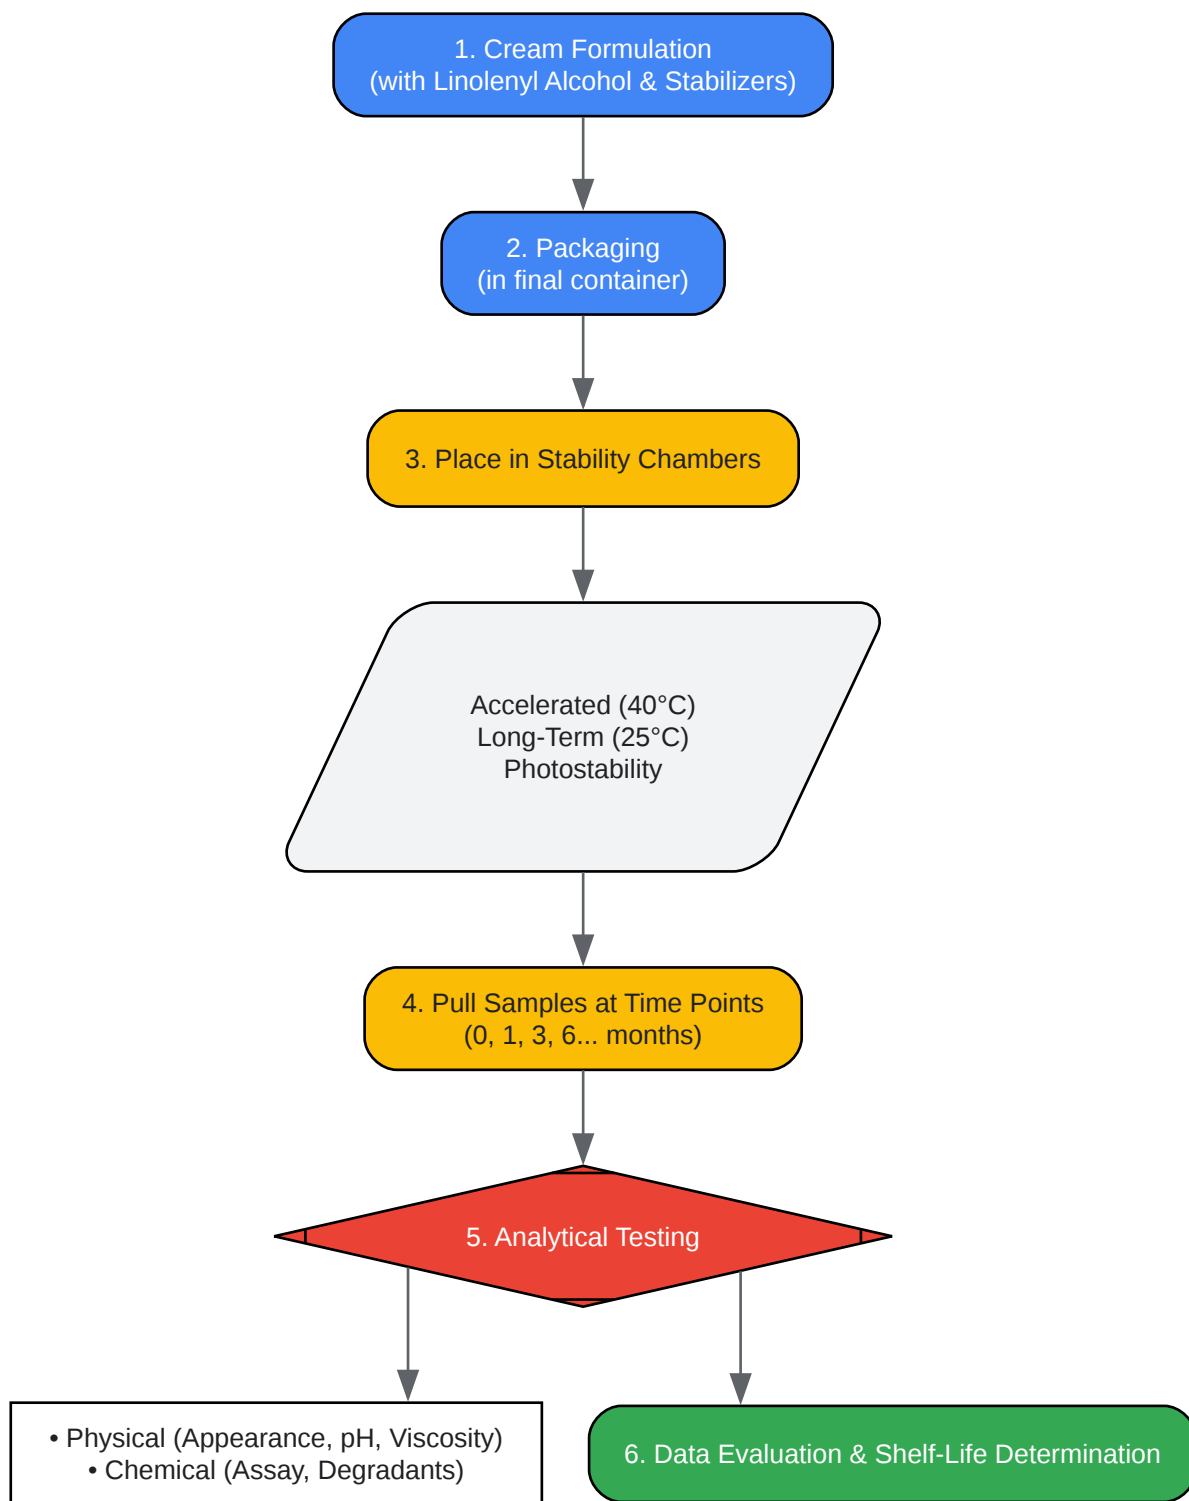 1. Cream Formulation
(with Linolenyl Alcohol & Stabilizers)
2. Packaging
(in final container)
3. Place in Stability Chambers
Accelerated (40°C)
Long-Term (25°C)
Photostability
4. Pull Samples at Time Points
(0, 1, 3, 6... months)
5. Analytical Testing
• Physical (Appearance, pH, Viscosity)
• Chemical (Assay, Degradants)
6. Data Evaluation & Shelf-Life Determination